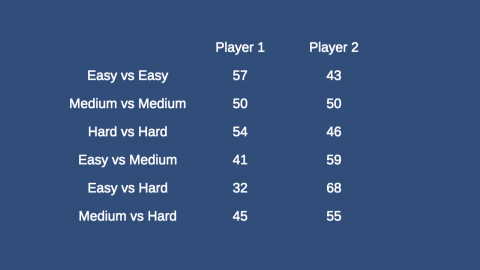 Player 1 Player 2
Easy vs Easy 57 43
Medium vs Medium 50 50
Hard vs Hard 54 46
Easy vs Medium 41 59
Easy vs Hard 32 68
Medium vs Hard 45 55